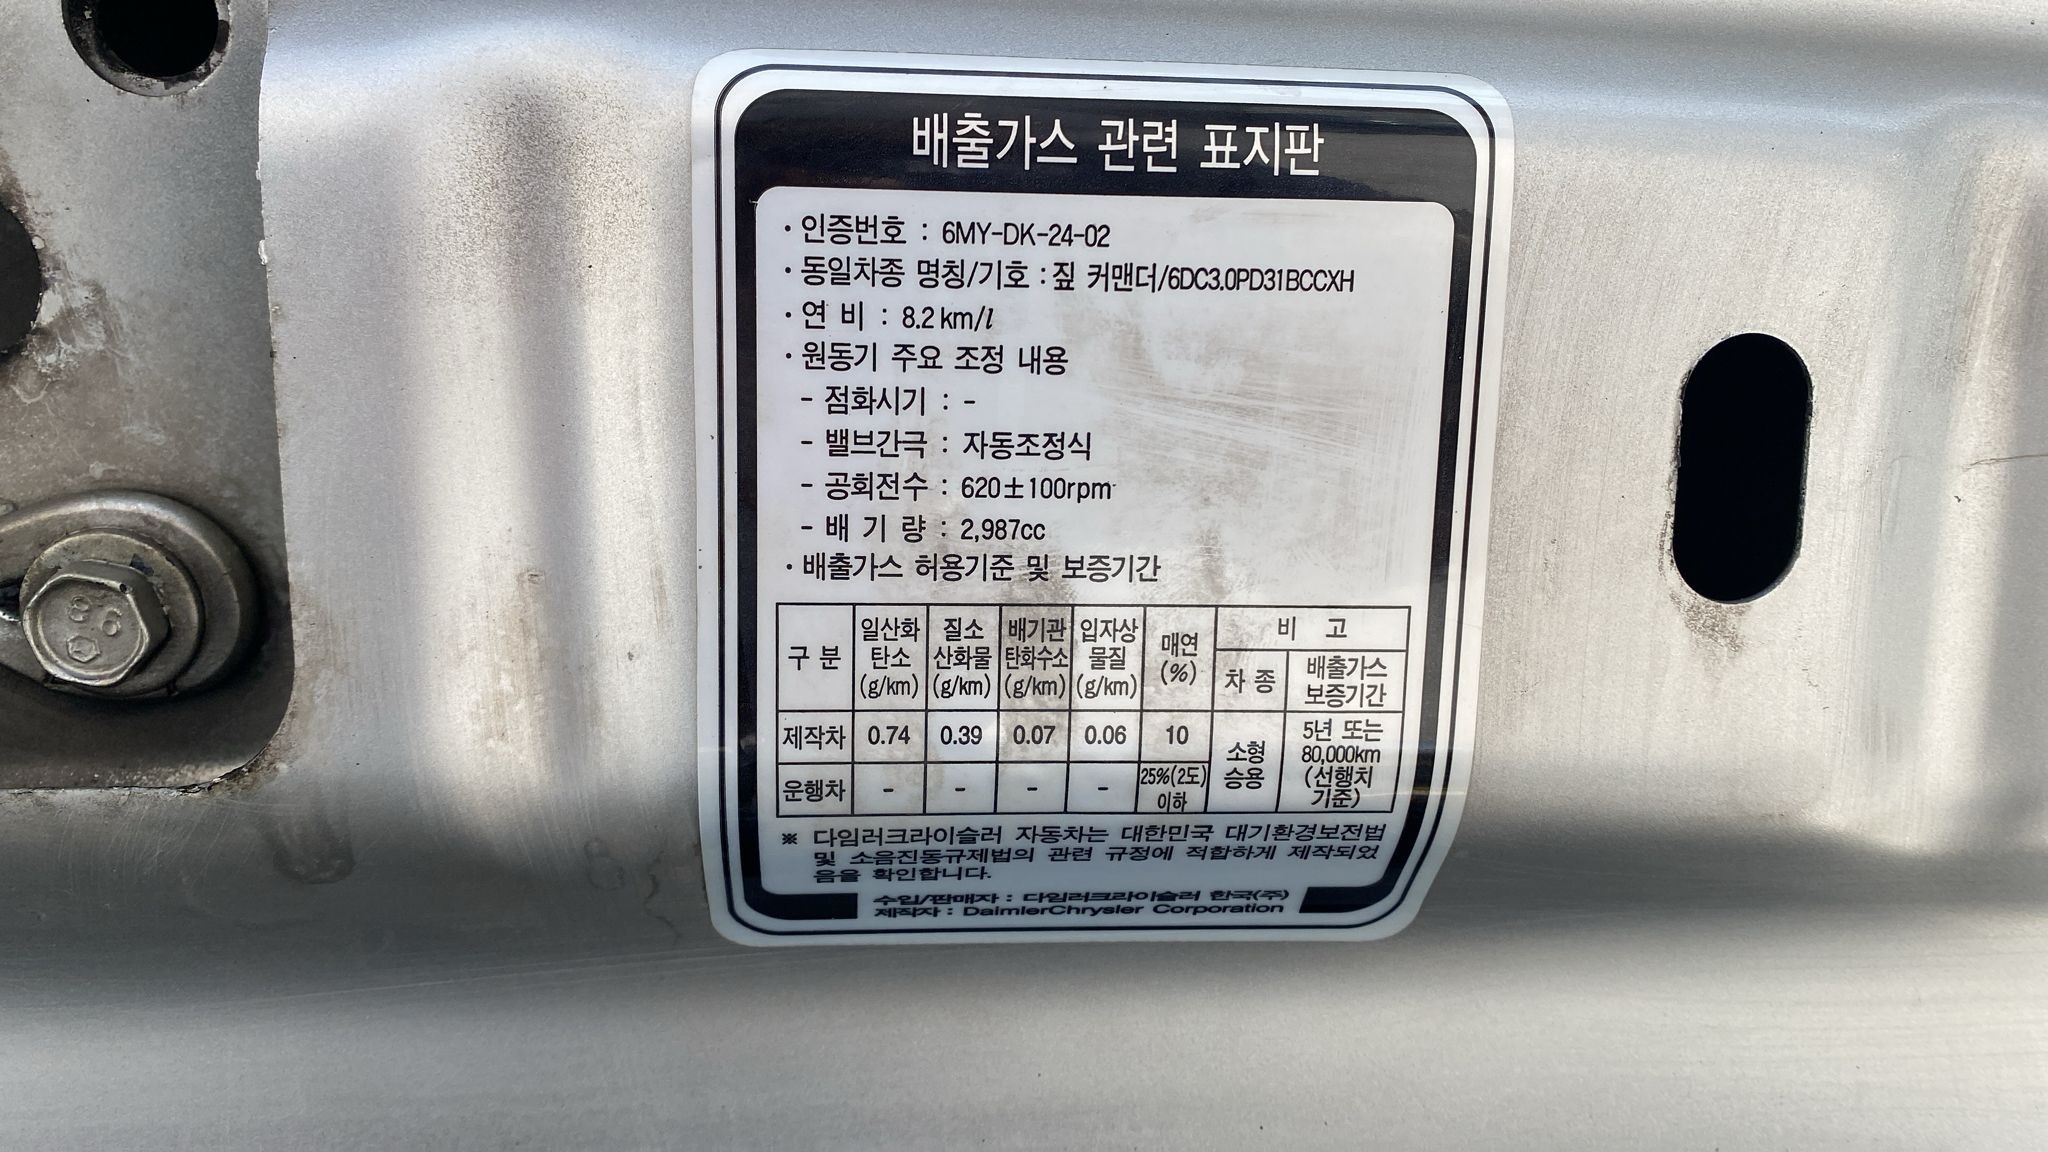 배출가스 관련 표지판
· 인증번호 : 6MY-DK-24-02
· 동일차종 명칭/기호 : 짚 커맨더/6DC3.0PD31BCCXH
· 연 비 : 8.2 km/l
· 원동기 주요 조정 내용
- 점화시기 : -
- 밸브간극 : 자동조정식
- 공회전수 : 620±100rpm
- 배 기 량 : 2,987cc
· 배출가스 허용기준 및 보증기간
구 분 일산화 탄소 (g/km) 질소 산화물 (g/km) 배기관 탄화수소 (g/km) 입자상 물질 (g/km) 매연 (%) 비 고
차 종 배출가스 보증기간
제작차 0.74 0.39 0.07 0.06 10 소형 승용 5년 또는 80,000km (선행치 기준)
운행차 - - - - 25%(2도) 이하
※ 다임러크라이슬러 자동차는 대한민국 대기환경보전법
및 소음진동규제법의 관련 규정에 적합하게 제작되었
음을 확인합니다.
수입/판매자 : 다임러크라이슬러 한국(주)
제작자 : DaimlerChrysler Corporation